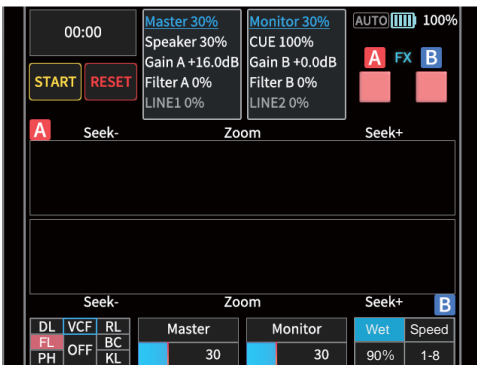 00:00
START RESET
Master 30%
Speaker 30%
Gain A +16.0dB
Filter A 0%
LINE1 0%
Monitor 30%
CUE 100%
Gain B +0.0dB
Filter B 0%
LINE2 0%
AUTO 100%
A FX B
A Seek- Zoom Seek+
Seek- Zoom Seek+ B
DL VCF RL
FL OFF BC
PH KL
Master
30
Monitor
30
Wet Speed
90% 1-8